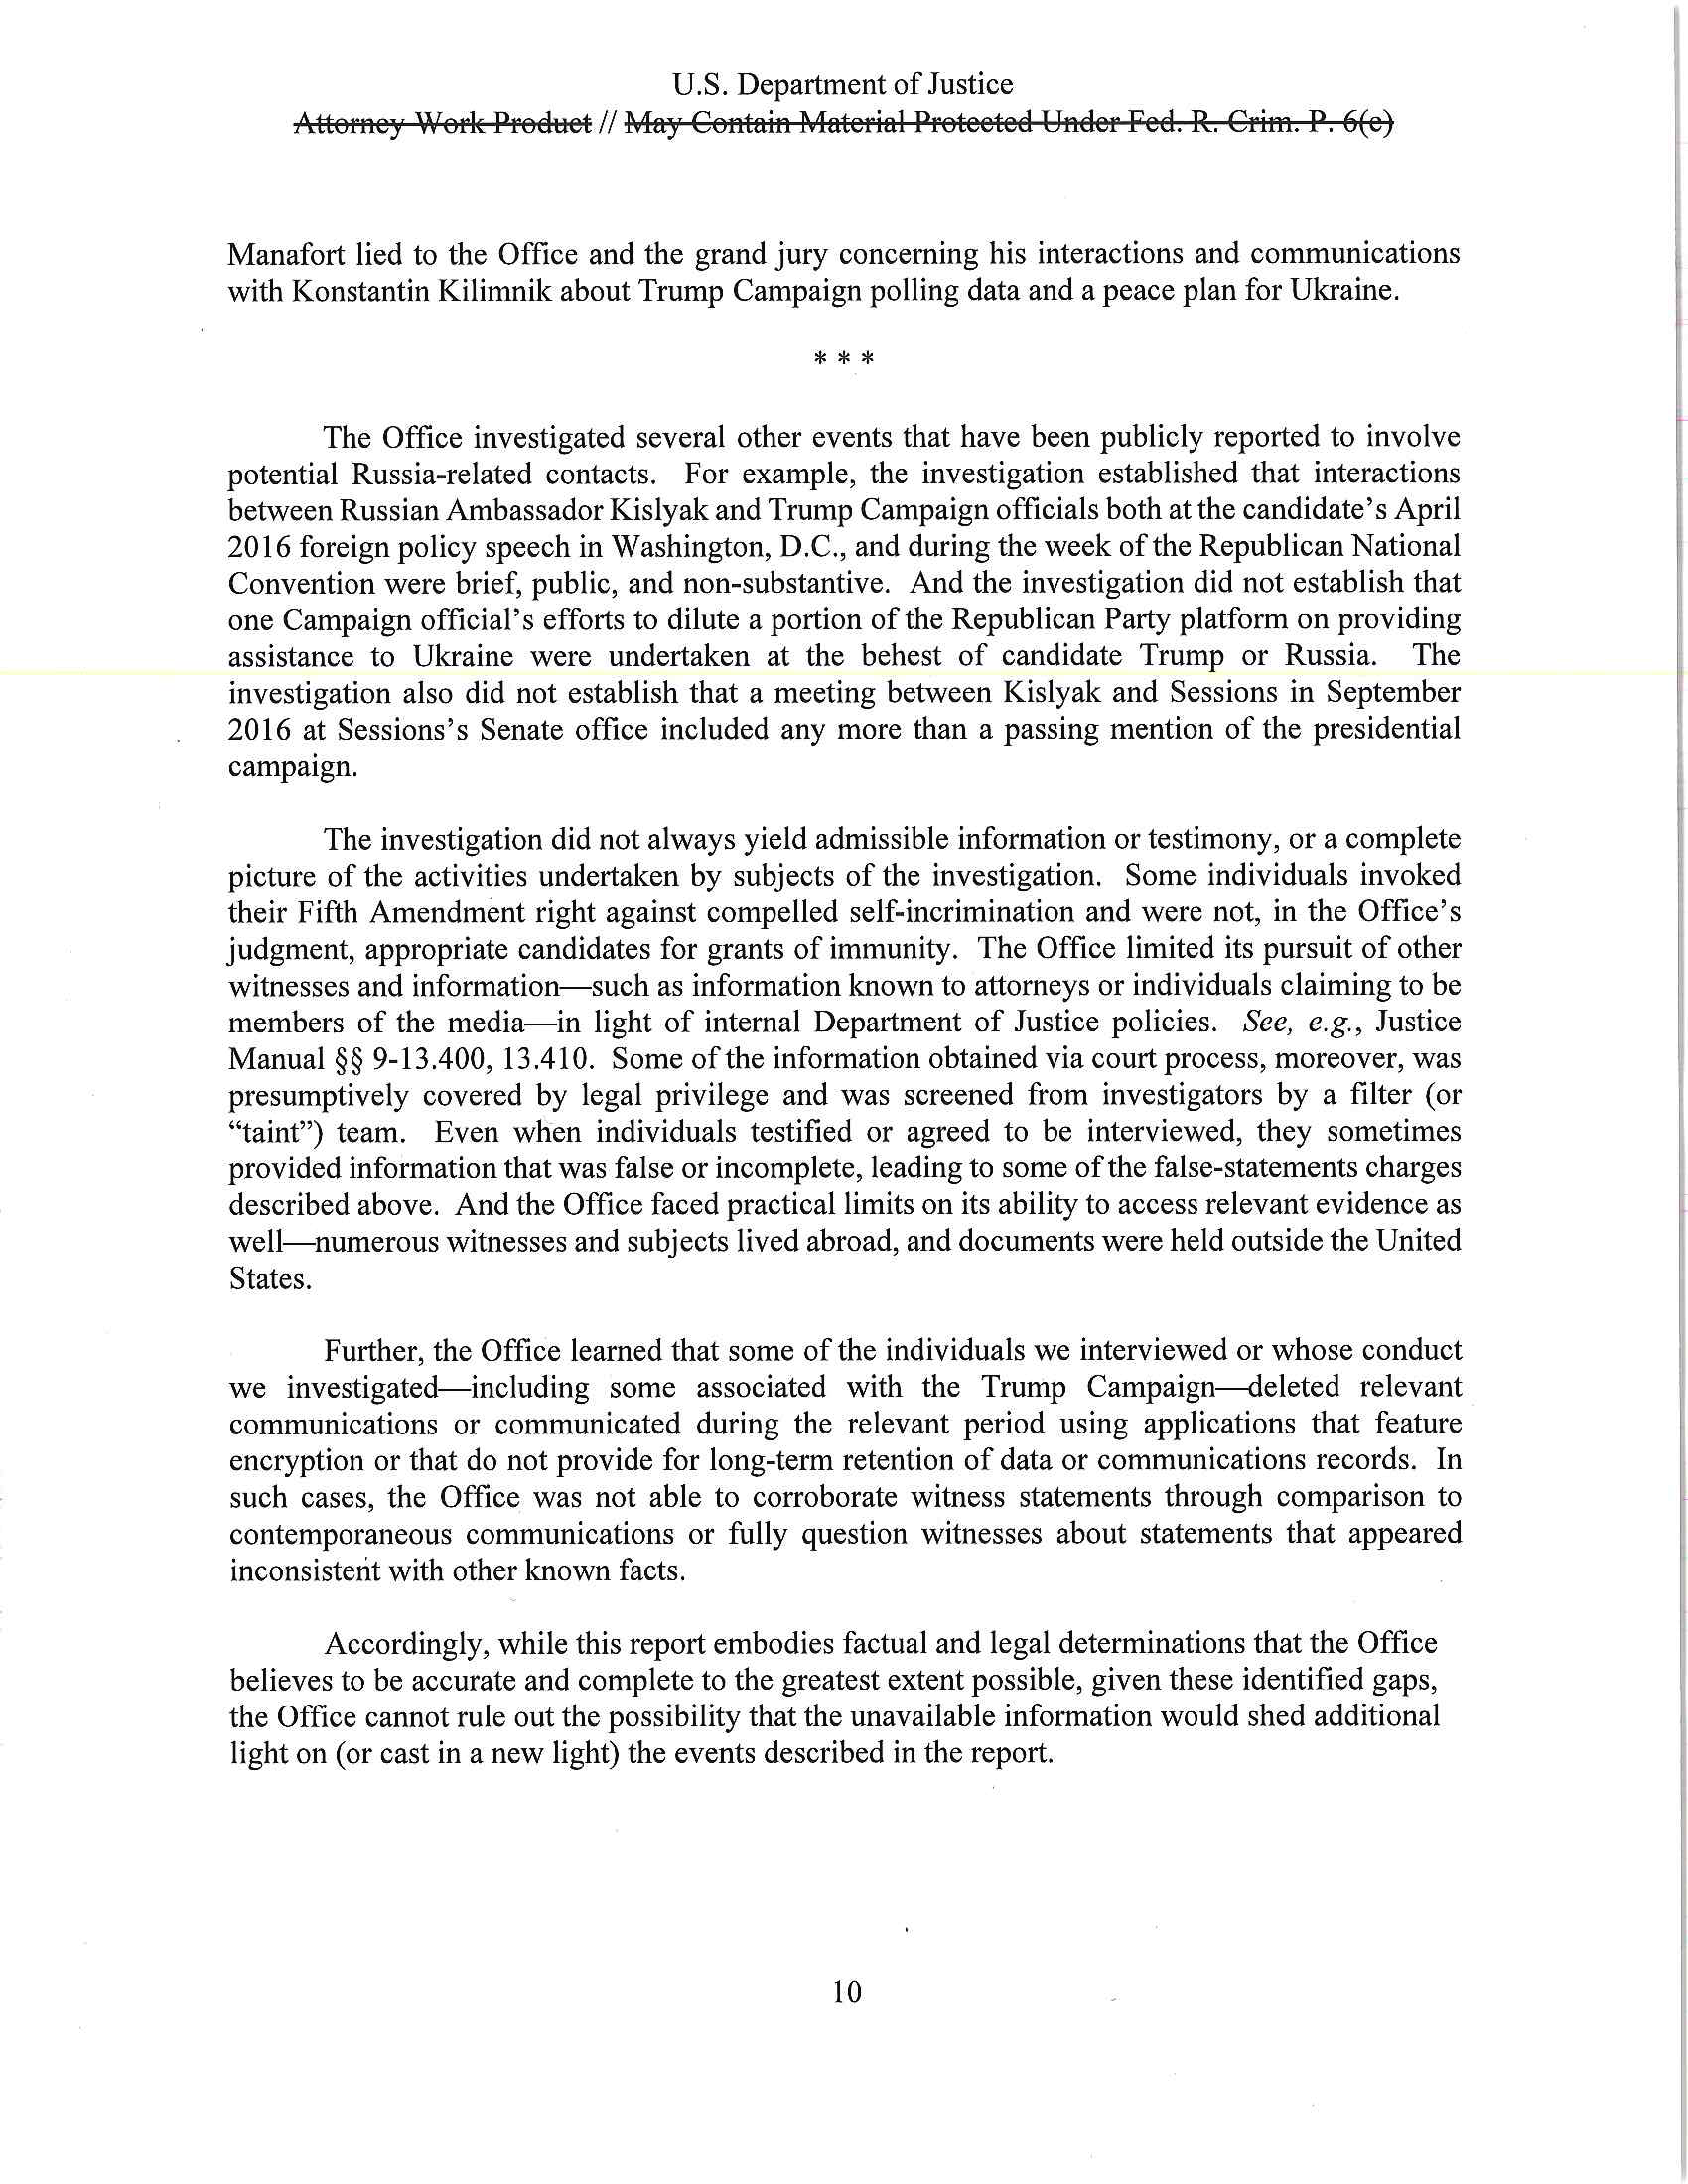 U.S. Department of Justice
Attorney Work Product // May Contain Material Protected Under Fed. R. Crim. P. 6(e)
Manafort lied to the Office and the grand jury concerning his interactions and communications
with Konstantin Kilimnik about Trump Campaign polling data and a peace plan for Ukraine.
* * *
The Office investigated several other events that have been publicly reported to involve
potential Russia-related contacts. For example, the investigation established that interactions
between Russian Ambassador Kislyak and Trump Campaign officials both at the candidate's April
2016 foreign policy speech in Washington, D.C., and during the week of the Republican National
Convention were brief, public, and non-substantive. And the investigation did not establish that
one Campaign official's efforts to dilute a portion of the Republican Party platform on providing
assistance to Ukraine were undertaken at the behest of candidate Trump or Russia. The
investigation also did not establish that a meeting between Kislyak and Sessions in September
2016 at Sessions's Senate office included any more than a passing mention of the presidential
campaign.
The investigation did not always yield admissible information or testimony, or a complete
picture of the activities undertaken by subjects of the investigation. Some individuals invoked
their Fifth Amendment right against compelled self-incrimination and were not, in the Office's
judgment, appropriate candidates for grants of immunity. The Office limited its pursuit of other
witnesses and information—such as information known to attorneys or individuals claiming to be
members of the media—in light of internal Department of Justice policies. See, e.g., Justice
Manual §§ 9-13.400, 13.410. Some of the information obtained via court process, moreover, was
presumptively covered by legal privilege and was screened from investigators by a filter (or
“taint”) team. Even when individuals testified or agreed to be interviewed, they sometimes
provided information that was false or incomplete, leading to some of the false-statements charges
described above. And the Office faced practical limits on its ability to access relevant evidence as
well—numerous witnesses and subjects lived abroad, and documents were held outside the United
States.
Further, the Office learned that some of the individuals we interviewed or whose conduct
we investigated—including some associated with the Trump Campaign—deleted relevant
communications or communicated during the relevant period using applications that feature
encryption or that do not provide for long-term retention of data or communications records. In
such cases, the Office was not able to corroborate witness statements through comparison to
contemporaneous communications or fully question witnesses about statements that appeared
inconsistent with other known facts.
Accordingly, while this report embodies factual and legal determinations that the Office
believes to be accurate and complete to the greatest extent possible, given these identified gaps,
the Office cannot rule out the possibility that the unavailable information would shed additional
light on (or cast in a new light) the events described in the report.
10